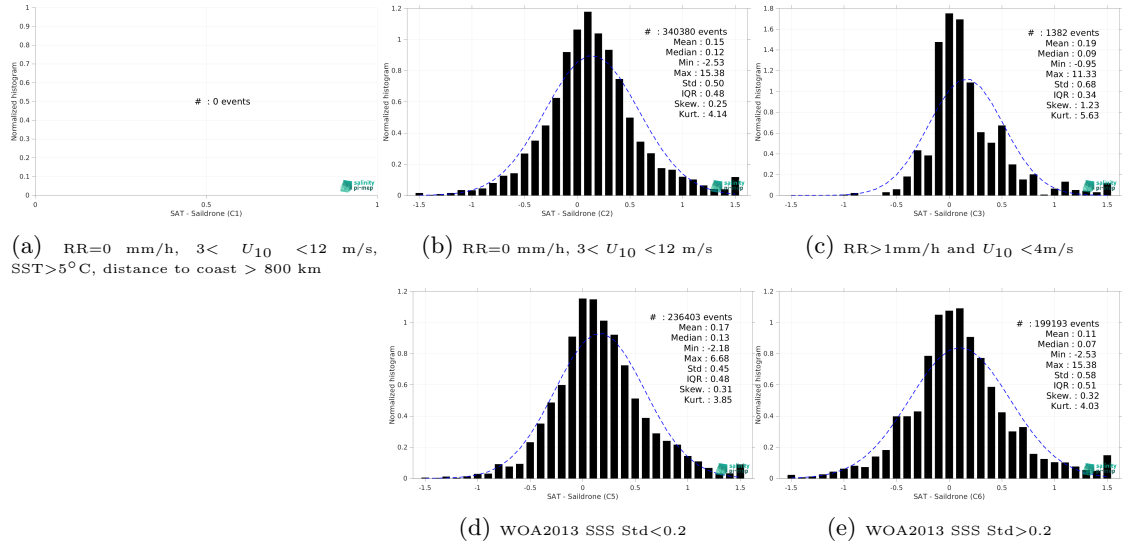 1
0.9
0.8
0.7
0.6
0.5
0.4
0.3
0.2
0.1
0
Normalized histogram
# : 0 events
salinity
pi-mep
0 0.5 1
SAT - Saildrone (C1)
(a) RR=0 mm/h, 3< U10 <12 m/s,
SST>5°C, distance to coast > 800 km
1.2
1
0.8
0.6
0.4
0.2
0
Normalized histogram
# : 340380 events
Mean : 0.15
Median : 0.12
Min : -2.53
Max : 15.38
Std : 0.50
IQR : 0.48
Skew. : 0.25
Kurt. : 4.14
salinity
pi-mep
-1.5 -1 -0.5 0 0.5 1 1.5
SAT - Saildrone (C2)
(b) RR=0 mm/h, 3< U10 <12 m/s
1.8
1.6
1.4
1.2
1
0.8
0.6
0.4
0.2
0
Normalized histogram
# : 1382 events
Mean : 0.19
Median : 0.09
Min : -0.95
Max : 11.33
Std : 0.68
IQR : 0.34
Skew. : 1.23
Kurt. : 5.63
salinity
pi-mep
-1.5 -1 -0.5 0 0.5 1 1.5
SAT - Saildrone (C3)
(c) RR>1mm/h and U10 <4m/s
1.2
1
0.8
0.6
0.4
0.2
0
Normalized histogram
# : 236403 events
Mean : 0.17
Median : 0.13
Min : -2.18
Max : 6.68
Std : 0.45
IQR : 0.48
Skew. : 0.31
Kurt. : 3.85
salinity
pi-mep
-1.5 -1 -0.5 0 0.5 1 1.5
SAT - Saildrone (C5)
(d) WOA2013 SSS Std<0.2
1.2
1
0.8
0.6
0.4
0.2
0
Normalized histogram
# : 199193 events
Mean : 0.11
Median : 0.07
Min : -2.53
Max : 15.38
Std : 0.58
IQR : 0.51
Skew. : 0.32
Kurt. : 4.03
salinity
pi-mep
-1.5 -1 -0.5 0 0.5 1 1.5
SAT - Saildrone (C6)
(e) WOA2013 SSS Std>0.2